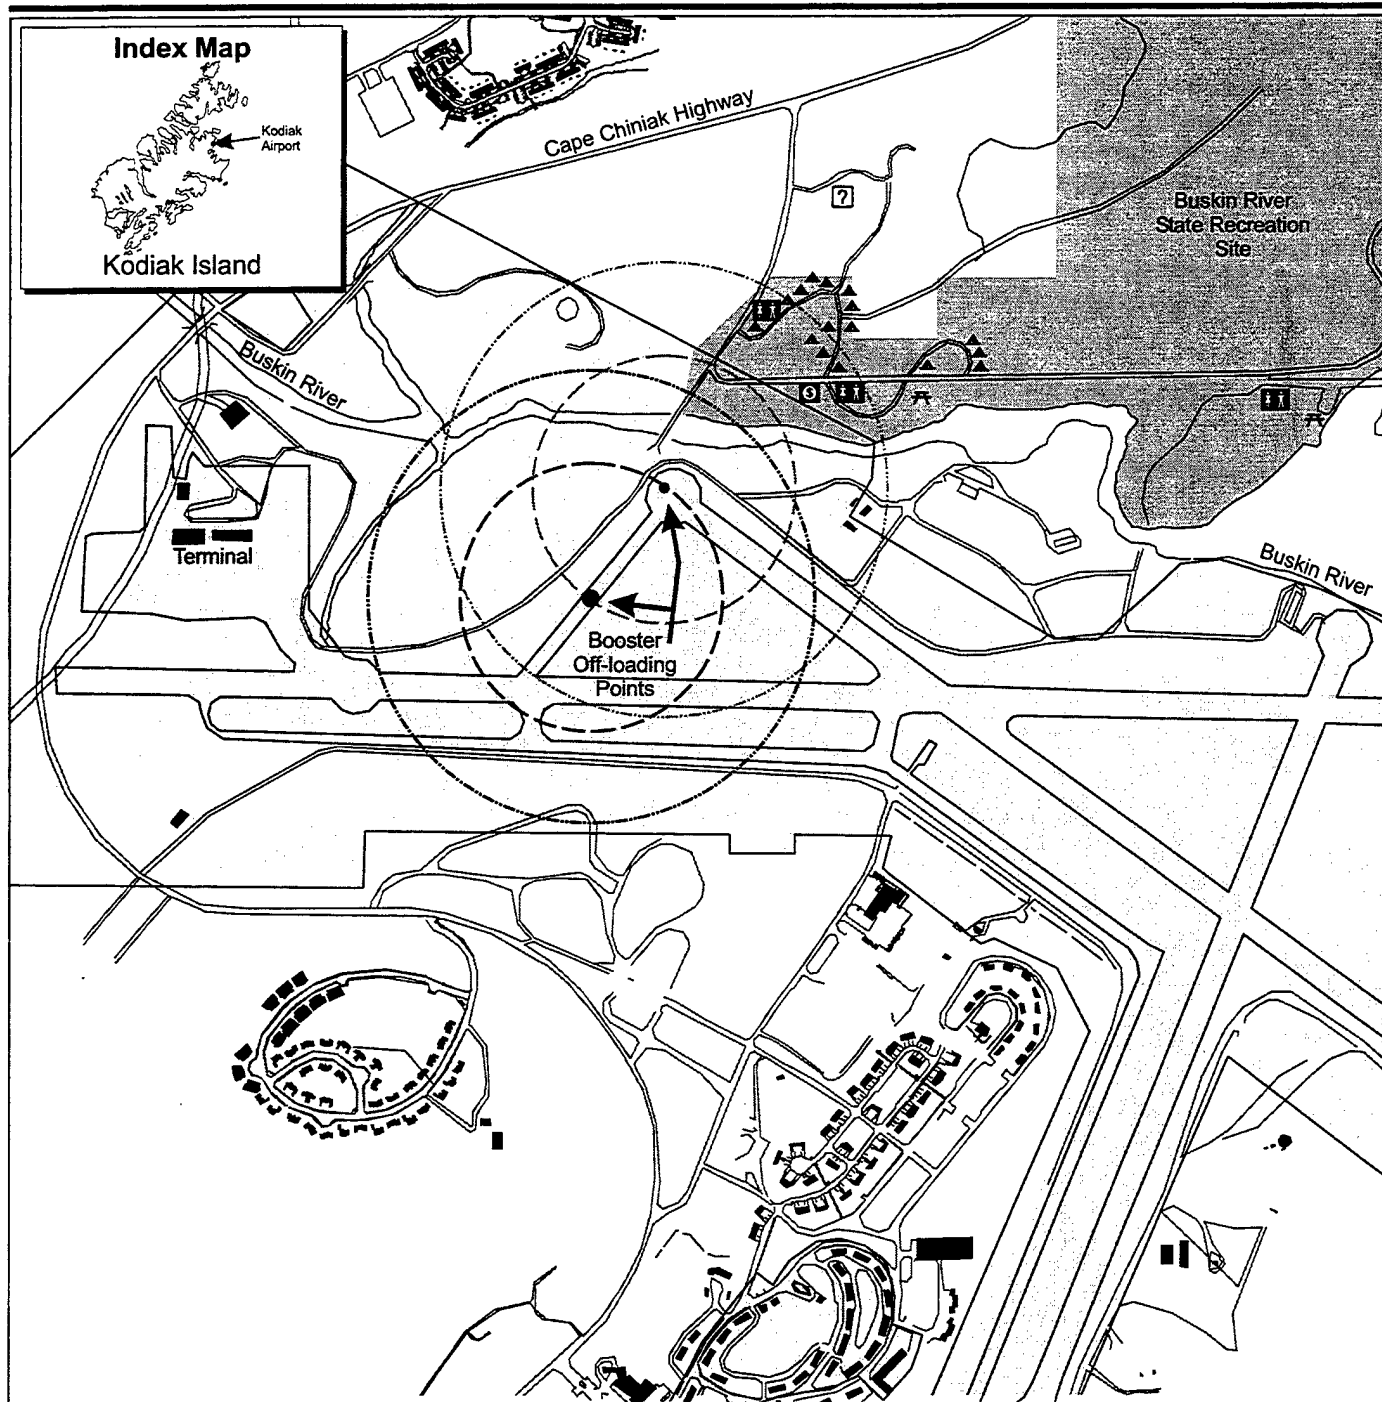 Index Map
Kodiak
Airport
Kodiak Island
Cape Chiniak Highway
?
Buskin River
State Recreation
Site
Buskin River
$
Terminal
Buskin River
Booster
Off-loading
Points